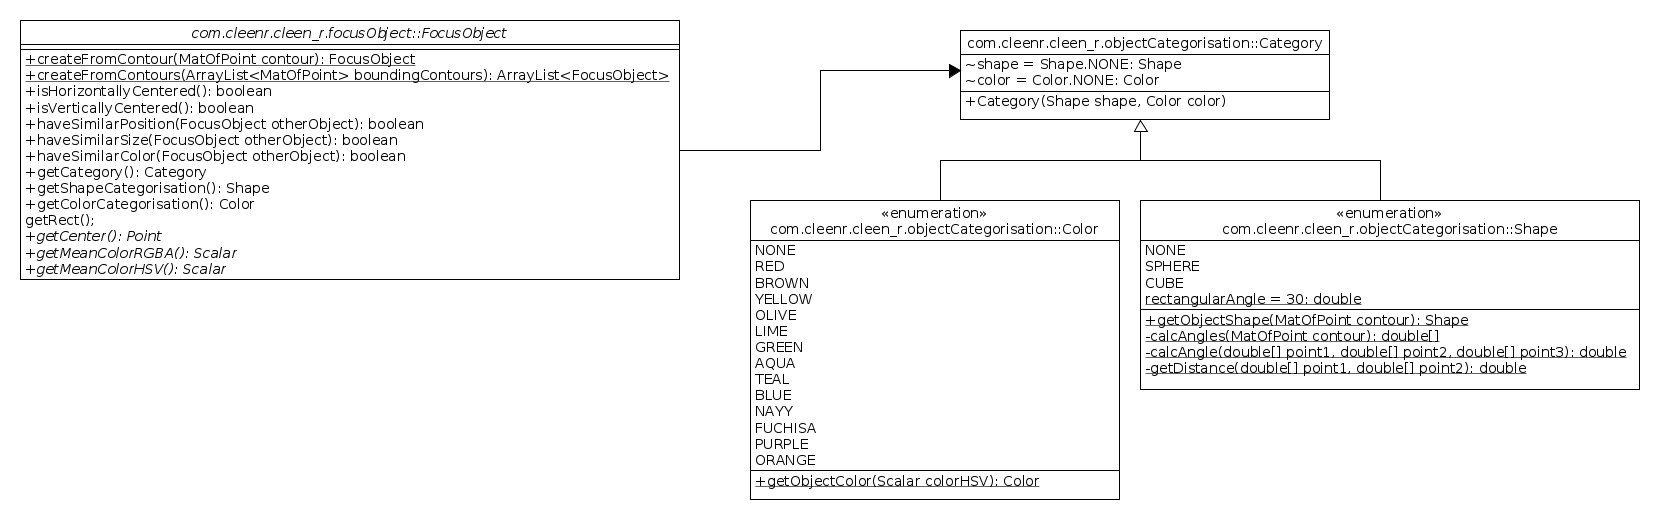 com.cleenr.cleen_r.focusObject::FocusObject
+createFromContour(MatOfPoint contour): FocusObject
+createFromContours(ArrayList<MatOfPoint> boundingContours): ArrayList<FocusObject>
+isHorizontallyCentered(): boolean
+isVerticallyCentered(): boolean
+haveSimilarPosition(FocusObject otherObject): boolean
+haveSimilarSize(FocusObject otherObject): boolean
+haveSimilarColor(FocusObject otherObject): boolean
+getCategory(): Category
+getShapeCategorisation(): Shape
+getColorCategorisation(): Color
getRect();
+getCenter(): Point
+getMeanColorRGBA(): Scalar
+getMeanColorHSV(): Scalar
com.cleenr.cleen_r.objectCategorisation::Category
~shape = Shape.NONE: Shape
~color = Color.NONE: Color
+Category(Shape shape, Color color)
«enumeration»
com.cleenr.cleen_r.objectCategorisation::Color
NONE
RED
BROWN
YELLOW
OLIVE
LIME
GREEN
AQUA
TEAL
BLUE
NAYY
FUCHISA
PURPLE
ORANGE
+getObjectColor(Scalar colorHSV): Color
«enumeration»
com.cleenr.cleen_r.objectCategorisation::Shape
NONE
SPHERE
CUBE
rectangularAngle = 30: double
+getObjectShape(MatOfPoint contour): Shape
-calcAngles(MatOfPoint contour): double[]
-calcAngle(double[] point1, double[] point2, double[] point3): double
-getDistance(double[] point1, double[] point2): double